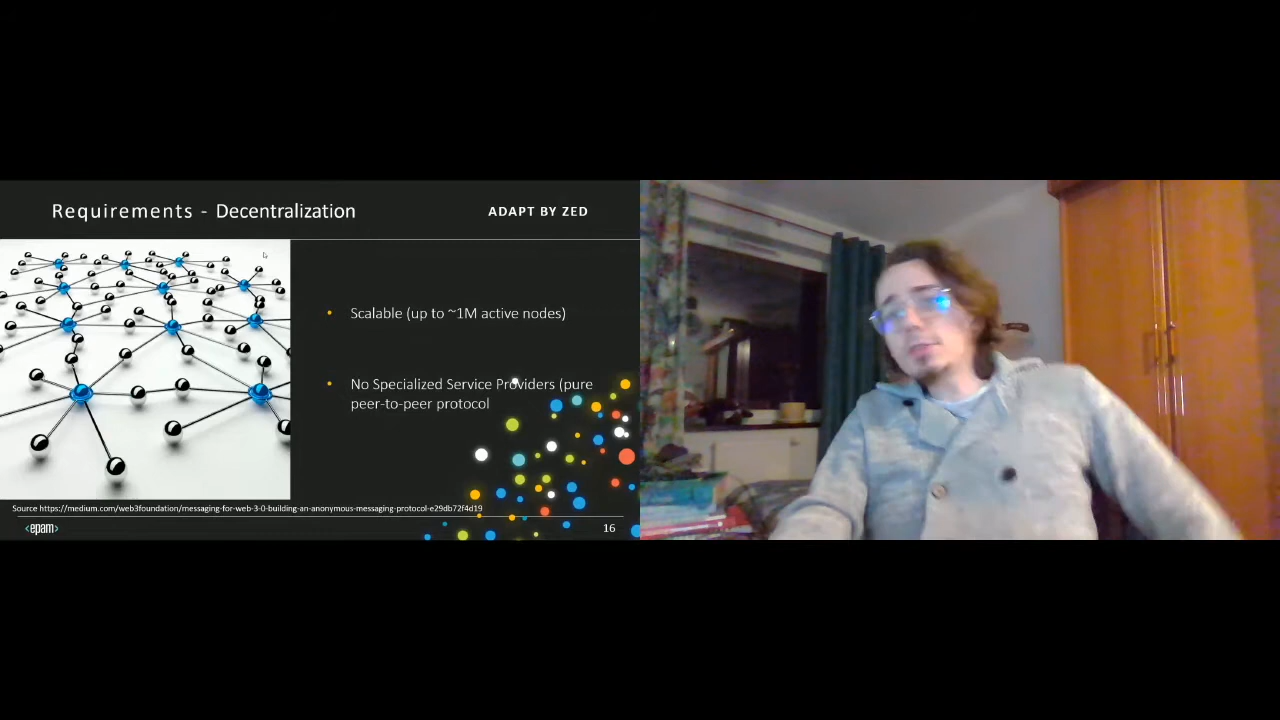 Requirements - Decentralization
ADAPT BY ZED
• Scalable (up to ~1M active nodes)
• No Specialized Service Providers (pure
peer-to-peer protocol
Source https://medium.com/web3foundation/messaging-for-web-3-0-building-an-anonymous-messaging-protocol-e29db72f4d19
<epam>
16